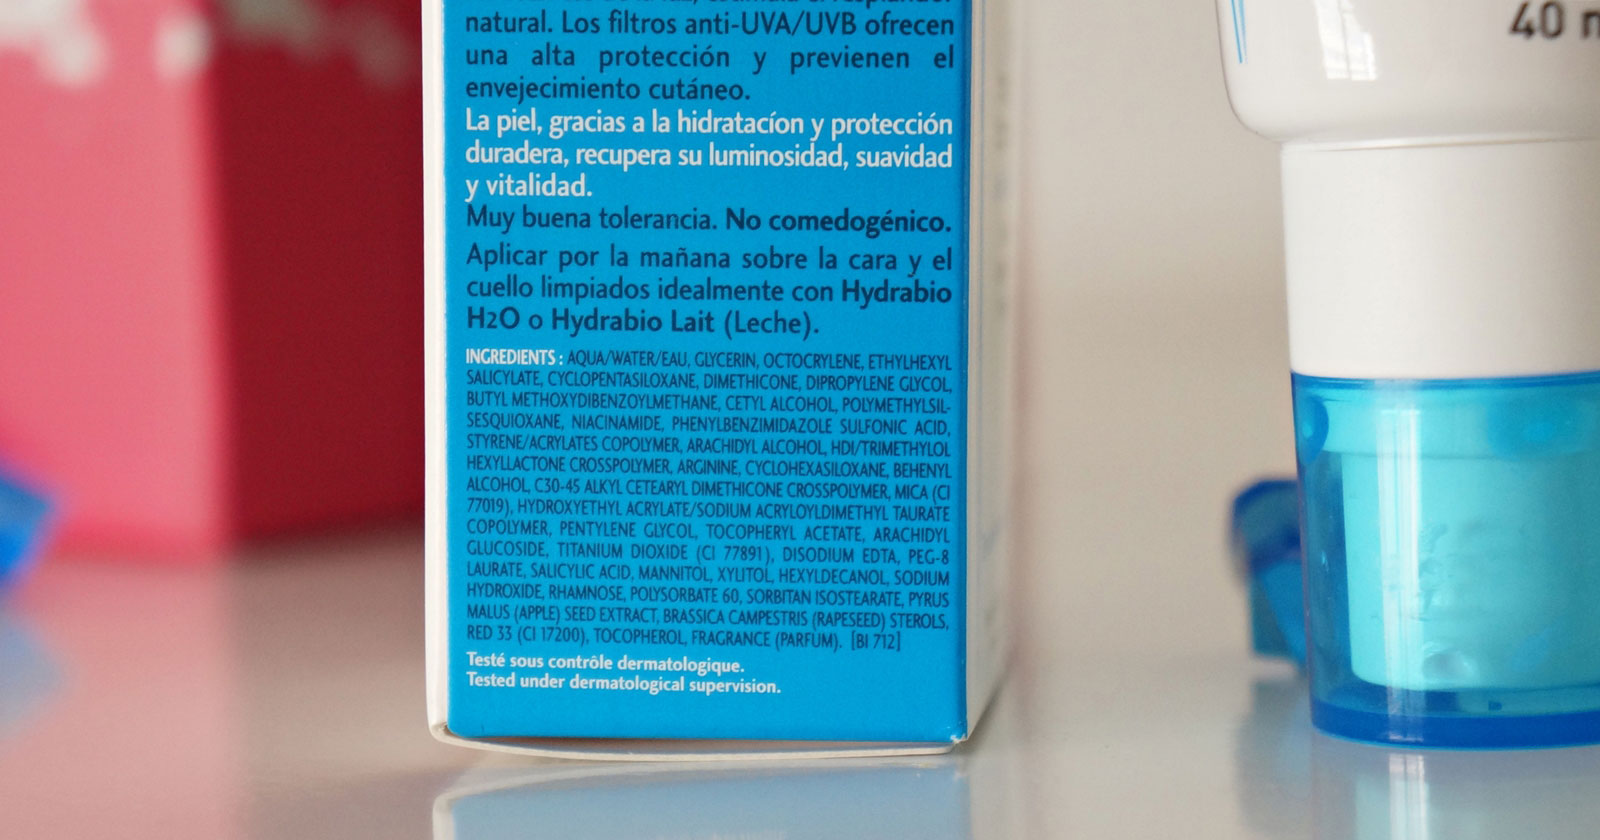 natural. Los filtros anti-UVA/UVB ofrecen
una alta protección y previenen el
envejecimiento cutáneo.
La piel, gracias a la hidratacíon y protección
duradera, recupera su luminosidad, suavidad
y vitalidad.
Muy buena tolerancia. No comedogénico.
Aplicar por la mañana sobre la cara y el
cuello limpiados idealmente con Hydrabio
H2O o Hydrabio Lait (Leche).
INGREDIENTS : AQUA/WATER/EAU, GLYCERIN, OCTOCRYLENE, ETHYLHEXYL
SALICYLATE, CYCLOPENTASILOXANE, DIMETHICONE, DIPROPYLENE GLYCOL,
BUTYL METHOXYDIBENZOYLMETHANE, CETYL ALCOHOL, POLYMETHYLSIL-
SESQUIOXANE, NIACINAMIDE, PHENYLBENZIMIDAZOLE SULFONIC ACID,
STYRENE/ACRYLATES COPOLYMER, ARACHIDYL ALCOHOL, HDI/TRIMETHYLOL
HEXYLLACTONE CROSSPOLYMER, ARGININE, CYCLOHEXASILOXANE, BEHENYL
ALCOHOL, C30-45 ALKYL CETEARYL DIMETHICONE CROSSPOLYMER, MICA (CI
77019), HYDROXYETHYL ACRYLATE/SODIUM ACRYLOYLDIMETHYL TAURATE
COPOLYMER, PENTYLENE GLYCOL, TOCOPHERYL ACETATE, ARACHIDYL
GLUCOSIDE, TITANIUM DIOXIDE (CI 77891), DISODIUM EDTA, PEG-8
LAURATE, SALICYLIC ACID, MANNITOL, XYLITOL, HEXYLDECANOL, SODIUM
HYDROXIDE, RHAMNOSE, POLYSORBATE 60, SORBITAN ISOSTEARATE, PYRUS
MALUS (APPLE) SEED EXTRACT, BRASSICA CAMPESTRIS (RAPESEED) STEROLS,
RED 33 (CI 17200), TOCOPHEROL, FRAGRANCE (PARFUM). [BI 712]
Testé sous contrôle dermatologique.
Tested under dermatological supervision.
40